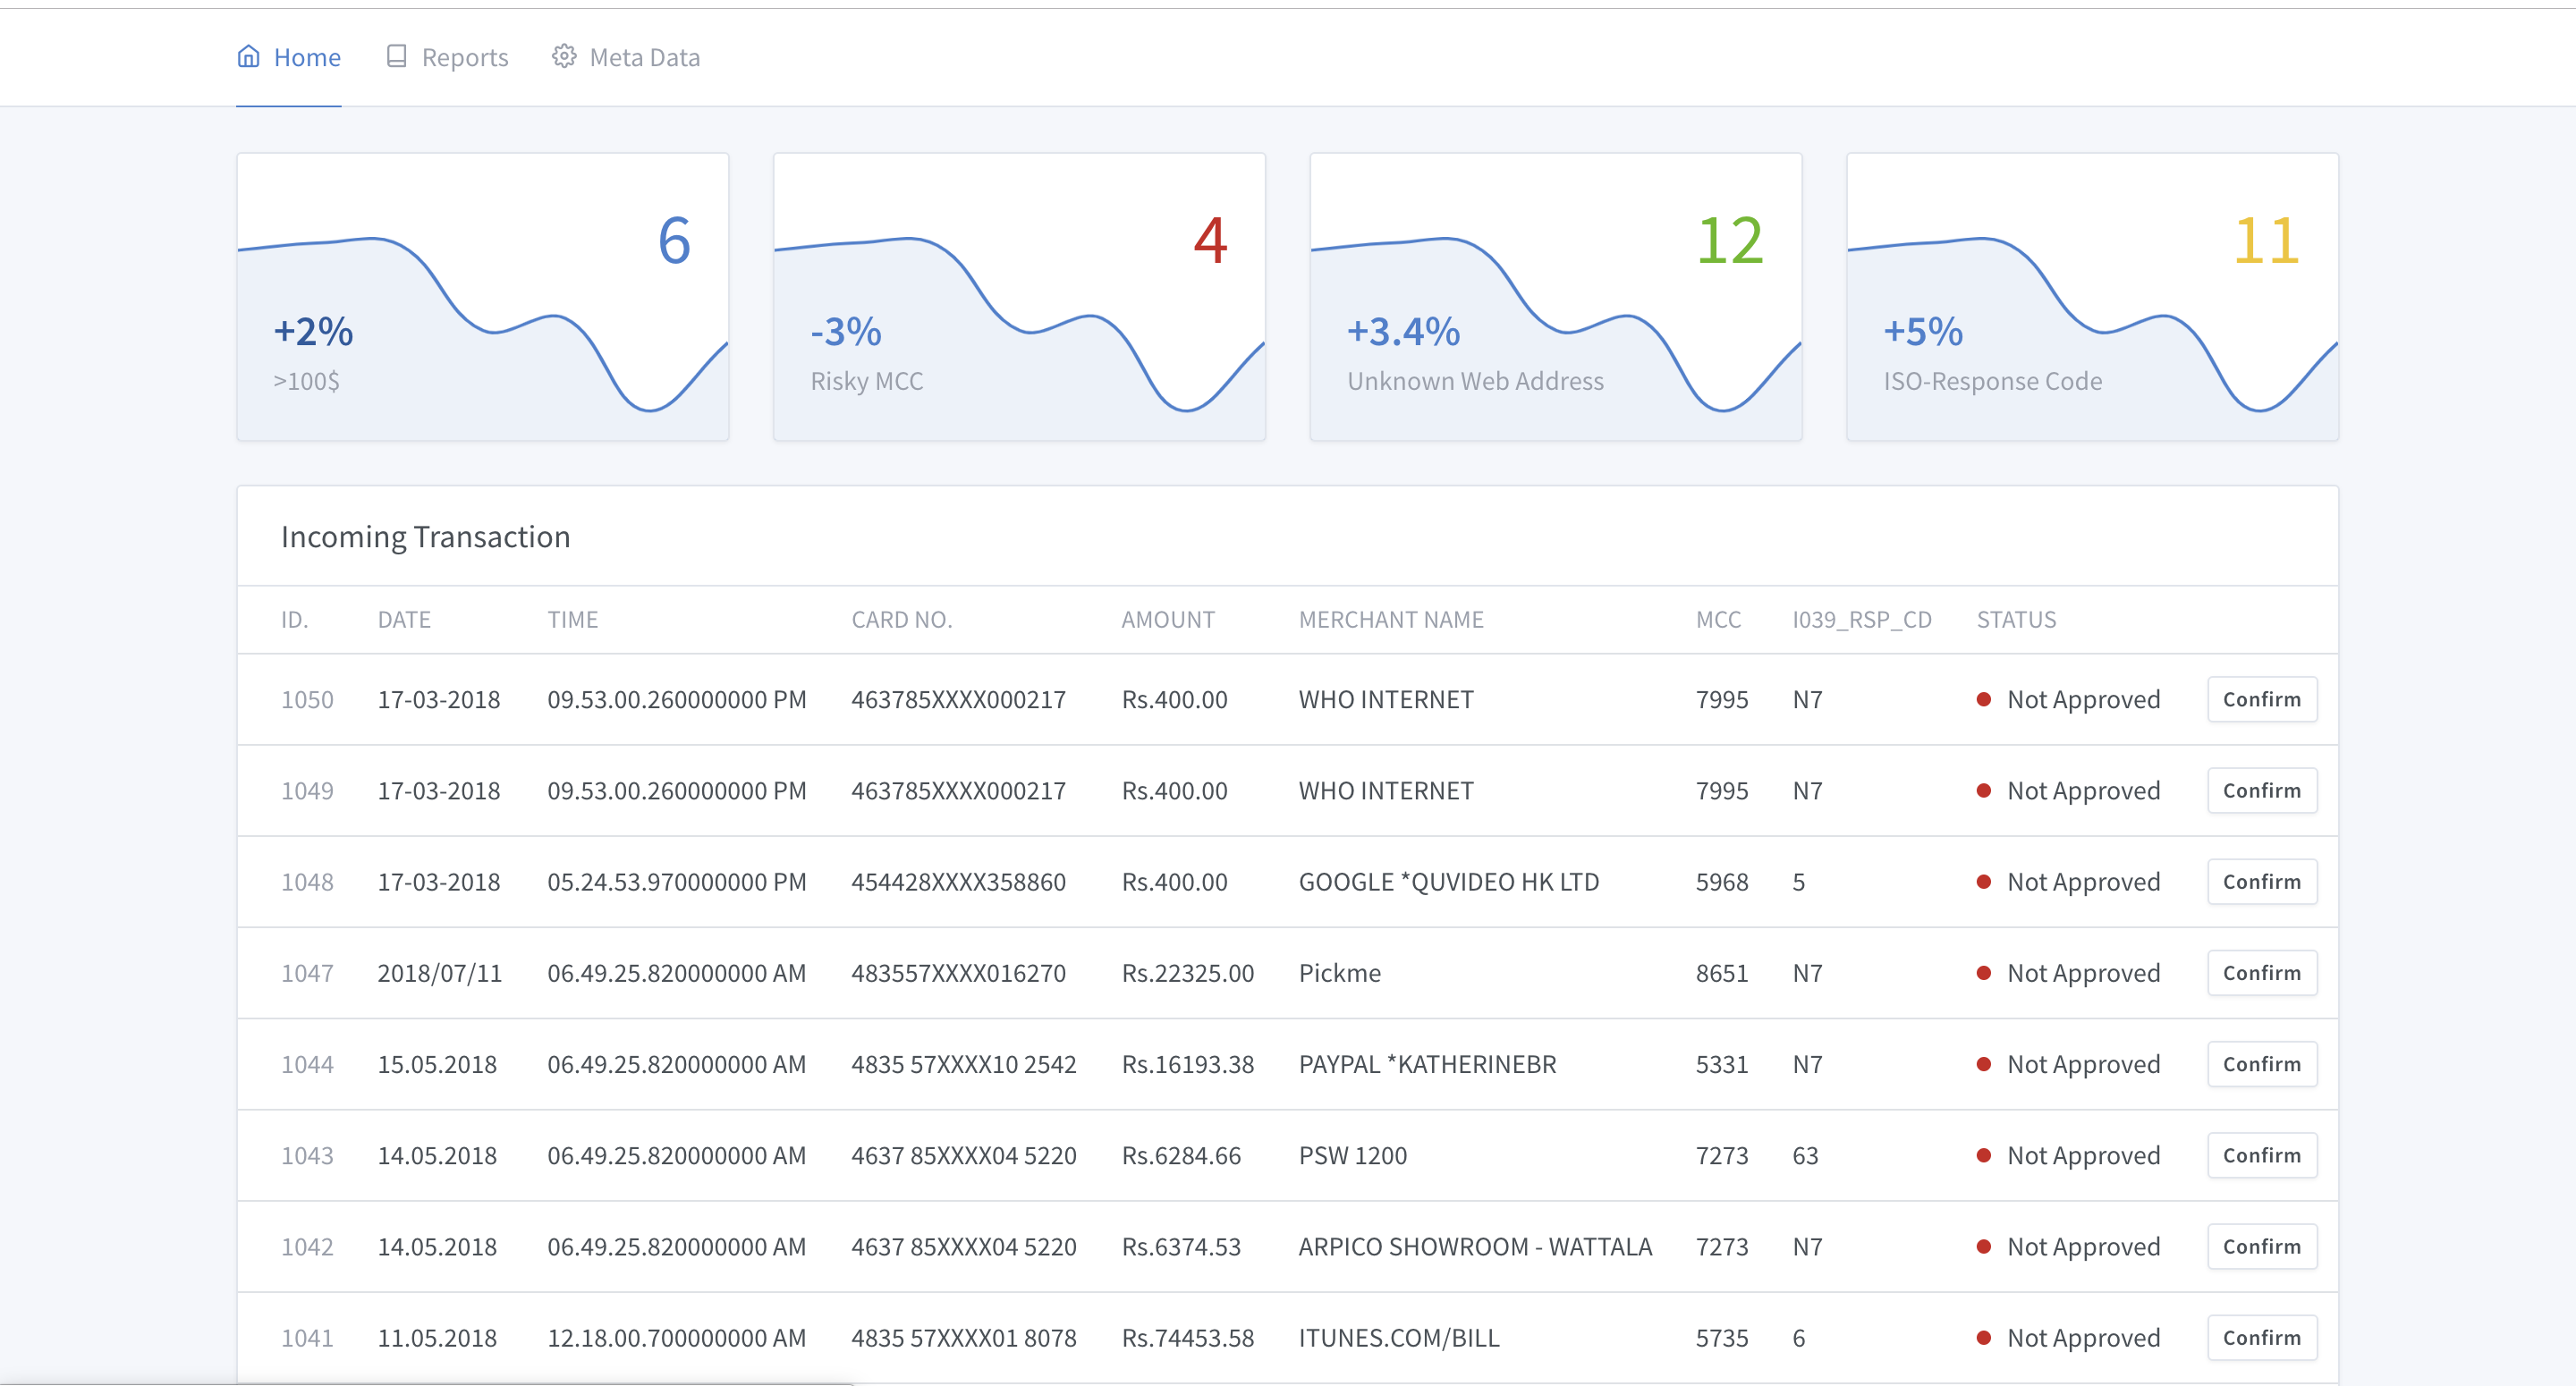 Home Reports Meta Data
6 4 12 11
+2% -3% +3.4% +5%
>100$ Risky MCC Unknown Web Address ISO-Response Code
Incoming Transaction
ID. DATE TIME CARD NO. AMOUNT MERCHANT NAME MCC I039_RSP_CD STATUS
1050 17-03-2018 09.53.00.260000000 PM 463785XXXX000217 Rs.400.00 WHO INTERNET 7995 N7 Not Approved Confirm
1049 17-03-2018 09.53.00.260000000 PM 463785XXXX000217 Rs.400.00 WHO INTERNET 7995 N7 Not Approved Confirm
1048 17-03-2018 05.24.53.970000000 PM 454428XXXX358860 Rs.400.00 GOOGLE *QUVIDEO HK LTD 5968 5 Not Approved Confirm
1047 2018/07/11 06.49.25.820000000 AM 483557XXXX016270 Rs.22325.00 Pickme 8651 N7 Not Approved Confirm
1044 15.05.2018 06.49.25.820000000 AM 4835 57XXXX10 2542 Rs.16193.38 PAYPAL *KATHERINEBR 5331 N7 Not Approved Confirm
1043 14.05.2018 06.49.25.820000000 AM 4637 85XXXX04 5220 Rs.6284.66 PSW 1200 7273 63 Not Approved Confirm
1042 14.05.2018 06.49.25.820000000 AM 4637 85XXXX04 5220 Rs.6374.53 ARPICO SHOWROOM - WATTALA 7273 N7 Not Approved Confirm
1041 11.05.2018 12.18.00.700000000 AM 4835 57XXXX01 8078 Rs.74453.58 ITUNES.COM/BILL 5735 6 Not Approved Confirm